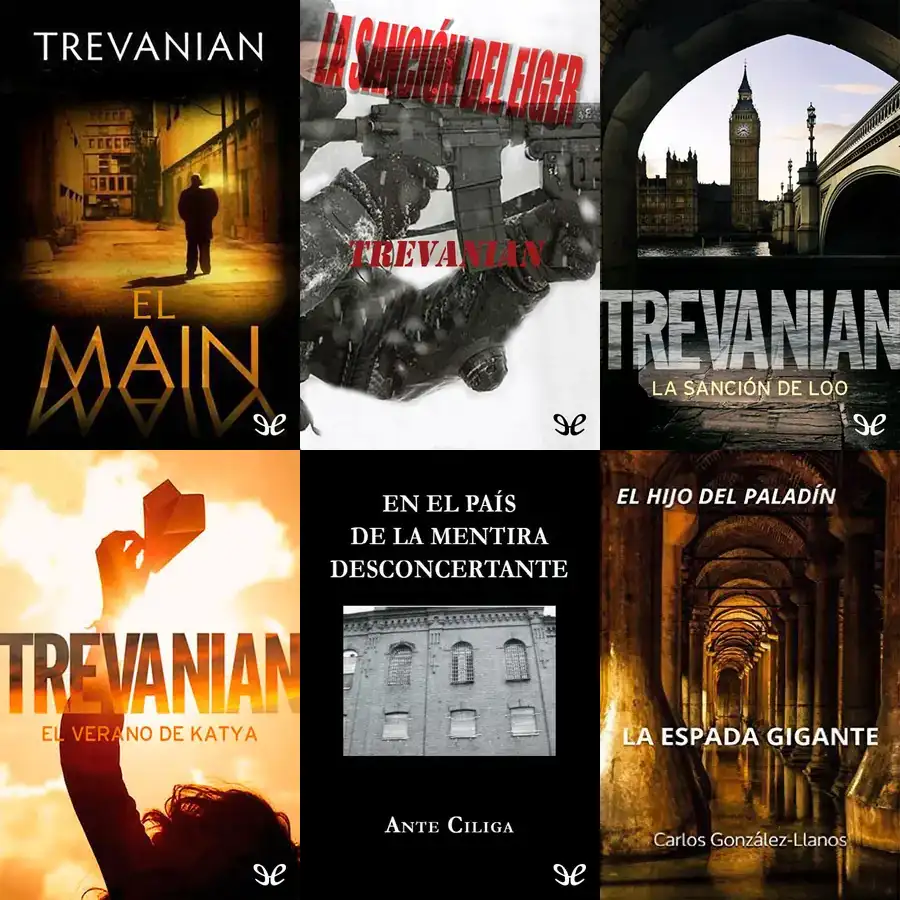 TREVANIAN
EL
MAIN
LA SANCIÓN DEL EIGER
TREVANIAN
TREVANIAN
LA SANCIÓN DE LOO
TREVANIAN
EL VERANO DE KATYA
EN EL PAÍS
DE LA MENTIRA
DESCONCERTANTE
ANTE CILIGA
EL HIJO DEL PALADÍN
LA ESPADA GIGANTE
Carlos González-Llanos